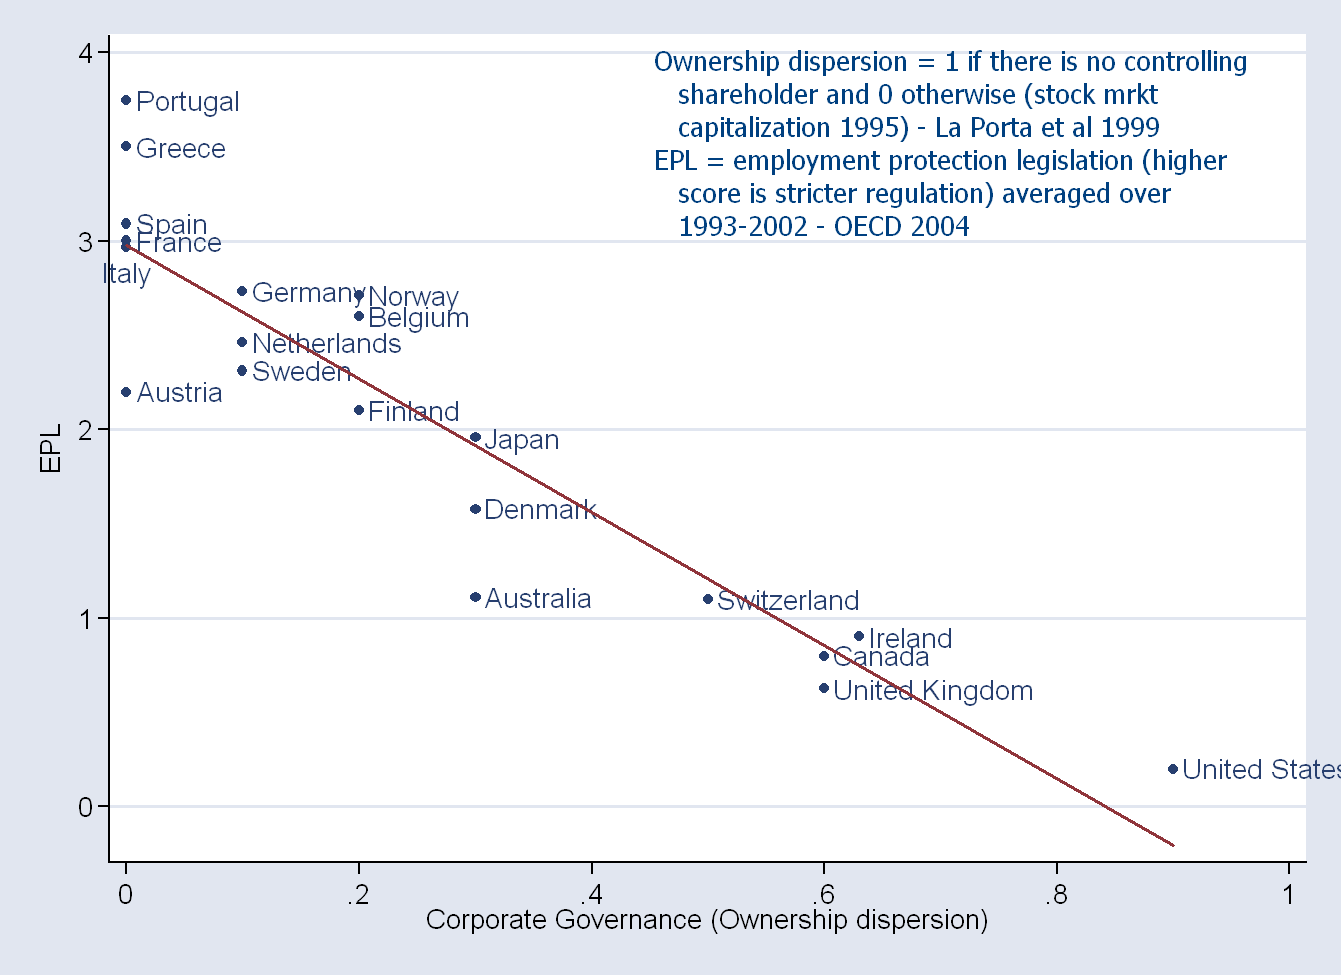 4
Ownership dispersion = 1 if there is no controlling
shareholder and 0 otherwise (stock mrkt
capitalization 1995) - La Porta et al 1999
EPL = employment protection legislation (higher
score is stricter regulation) averaged over
1993-2002 - OECD 2004
Portugal
Greece
Spain
3
France
Italy
Germany
Norway
Belgium
Netherlands
Sweden
Austria
Finland
2
Japan
EPL
Denmark
Australia
Switzerland
1
Ireland
Canada
United Kingdom
United States
0
0 .2 .4 .6 .8 1
Corporate Governance (Ownership dispersion)